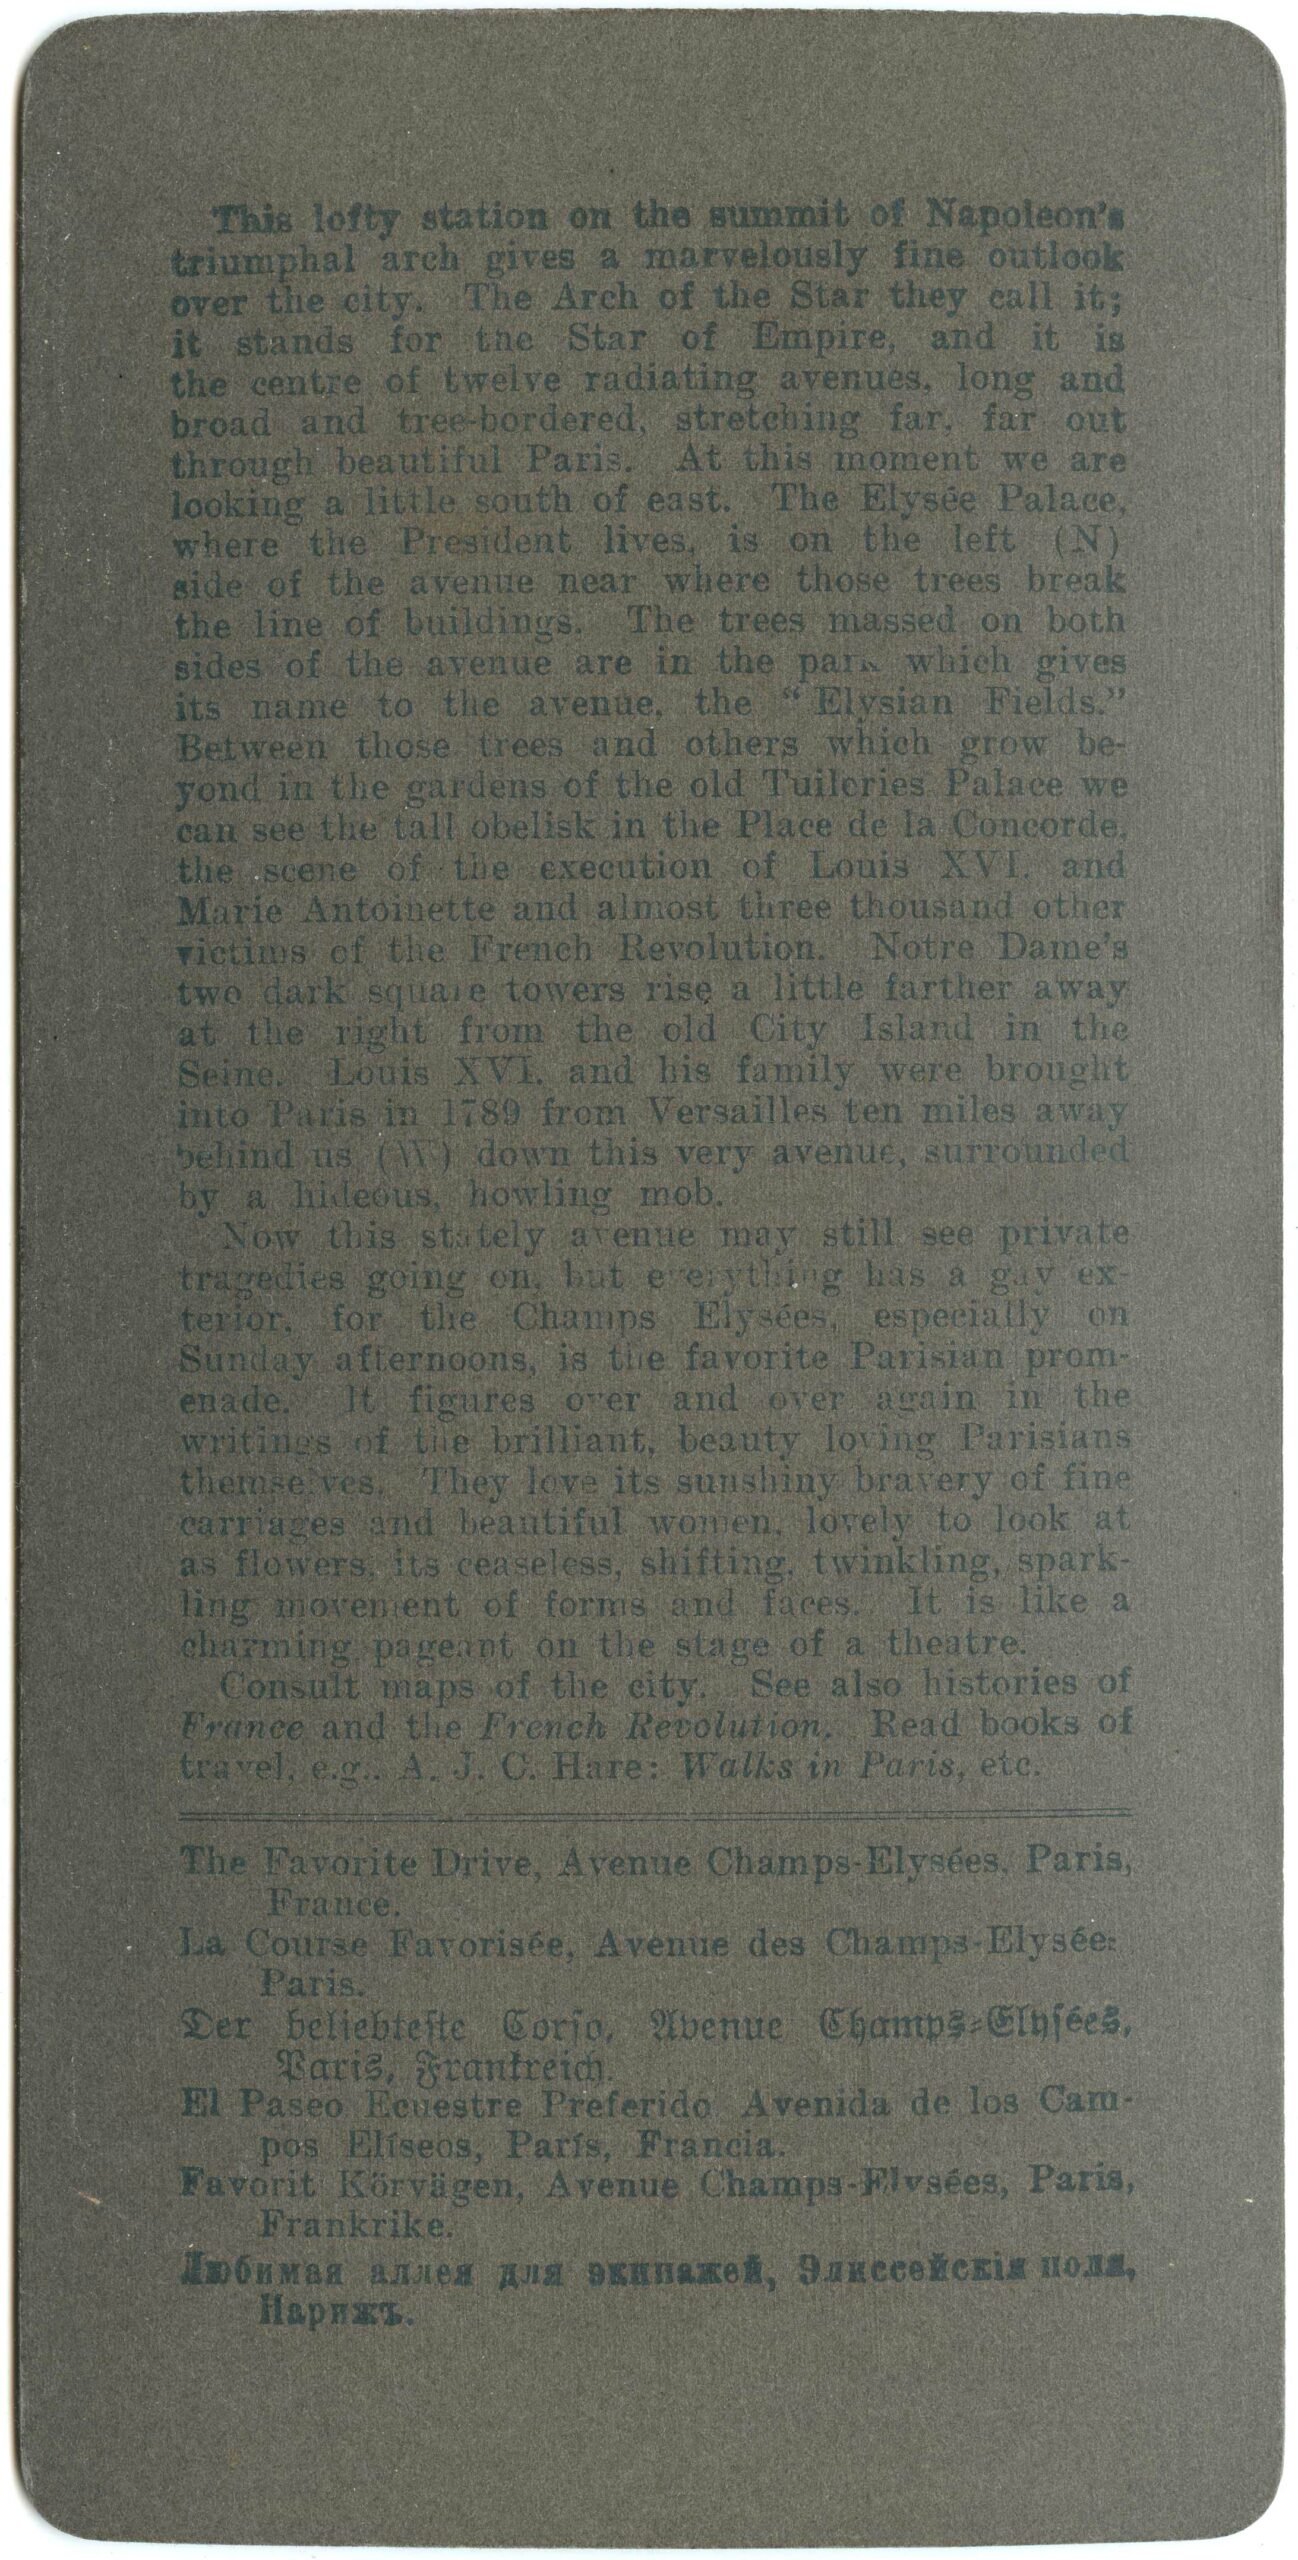 This lofty station on the summit of Napoleon's
triumphal arch gives a marvelously fine outlook
over the city. The Arch of the Star they call it;
it stands for the Star of Empire, and it is
the centre of twelve radiating avenues, long and
broad and tree-bordered, stretching far, far out
through beautiful Paris. At this moment we are
looking a little south of east. The Elysée Palace,
where the President lives, is on the left (N)
side of the avenue near where those trees break
the line of buildings. The trees massed on both
sides of the avenue are in the park which gives
its name to the avenue, the "Elysian Fields."
Between those trees and others which grow be-
yond in the gardens of the old Tuileries Palace we
can see the tall obelisk in the Place de la Concorde,
the scene of the execution of Louis XVI. and
Marie Antoinette and almost three thousand other
victims of the French Revolution. Notre Dame's
two dark square towers rise a little farther away
at the right from the old City Island in the
Seine. Louis XVI. and his family were brought
into Paris in 1789 from Versailles ten miles away
behind us (W) down this very avenue, surrounded
by a hideous, howling mob.
Now this stately avenue may still see private
tragedies going on, but everything has a gay ex-
terior, for the Champs Elysées, especially on
Sunday afternoons, is the favorite Parisian prom-
enade. It figures over and over again in the
writings of the brilliant, beauty loving Parisians
themselves. They love its sunshiny bravery of fine
carriages and beautiful women, lovely to look at
as flowers, its ceaseless, shifting, twinkling, spark-
ling movement of forms and faces. It is like a
charming pageant on the stage of a theatre.
Consult maps of the city. See also histories of
France and the French Revolution. Read books of
travel, e.g., A. J. C. Hare: Walks in Paris, etc.
The Favorite Drive, Avenue Champs-Elysées, Paris,
France.
La Course Favorisée, Avenue des Champs-Elysées
Paris.
Der beliebteste Corso, Avenue Champs-Elysées,
Paris, Frankreich.
El Paseo Ecuestre Preferido Avenida de los Cam-
pos Elíseos, París, Francia.
Favorit Körvägen, Avenue Champs-Elysées, Paris,
Frankrike.
Любимая аллея для экипажей, Элиссейскія поля,
Парижъ.